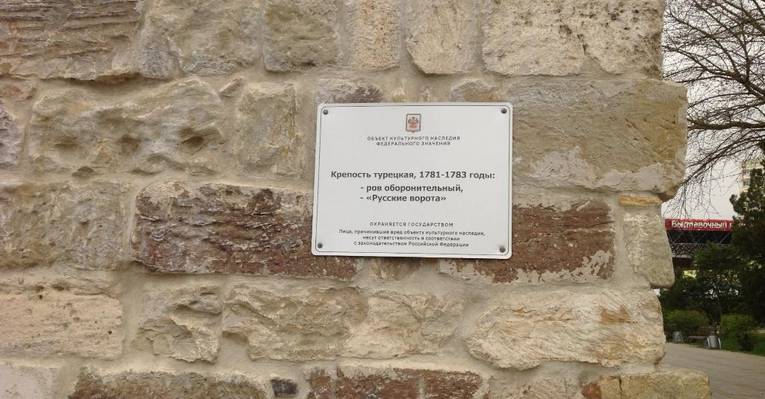 ОБЪЕКТ КУЛЬТУРНОГО НАСЛЕДИЯ
ФЕДЕРАЛЬНОГО ЗНАЧЕНИЯ
Крепость турецкая, 1781-1783 годы:
- ров оборонительный,
- «Русские ворота»
ОХРАНЯЕТСЯ ГОСУДАРСТВОМ
Лица, причинившие вред объекту культурного наследия,
несут ответственность в соответствии
с законодательством Российской Федерации
Выставочный